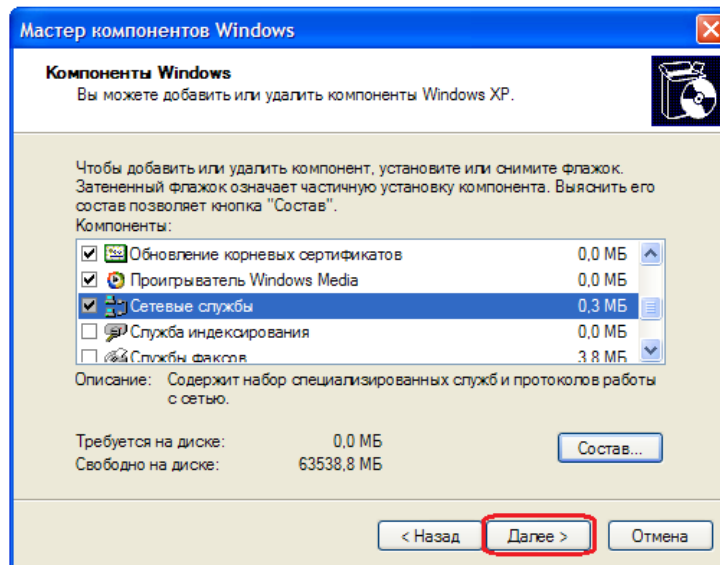 Мастер компонентов Windows
Компоненты Windows
Вы можете добавить или удалить компоненты Windows XP.
Чтобы добавить или удалить компонент, установите или снимите флажок.
Затененный флажок означает частичную установку компонента. Выяснить его
состав позволяет кнопка "Состав".
Компоненты:
Обновление корневых сертификатов 0,0 МБ
Проигрыватель Windows Media 0,0 МБ
Сетевые службы 0,3 МБ
Служба индексирования 0,0 МБ
Службы факсов 3,8 МБ
Описание: Содержит набор специализированных служб и протоколов работы
с сетью.
Требуется на диске: 0,0 МБ
Свободно на диске: 63538,8 МБ
Состав...
< Назад Далее > Отмена